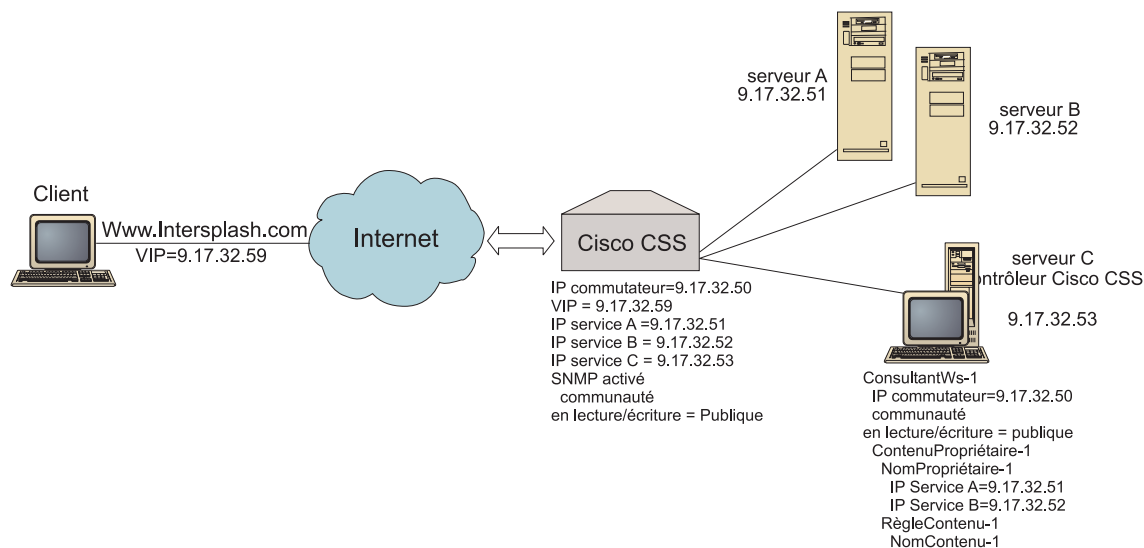 serveur A
9.17.32.51
serveur B
9.17.32.52
Client
Www.Intersplash.com
VIP=9.17.32.59
Internet
Cisco CSS
IP commutateur=9.17.32.50
VIP = 9.17.32.59
IP service A =9.17.32.51
IP service B = 9.17.32.52
IP service C = 9.17.32.53
SNMP activé
communauté
en lecture/écriture = Publique
serveur C
ontrôleur Cisco CSS
9.17.32.53
ConsultantWs-1
IP commutateur=9.17.32.50
communauté
en lecture/écriture = publique
ContenuPropriétaire-1
NomPropriétaire-1
IP Service A=9.17.32.51
IP Service B=9.17.32.52
RègleContenu-1
NomContenu-1